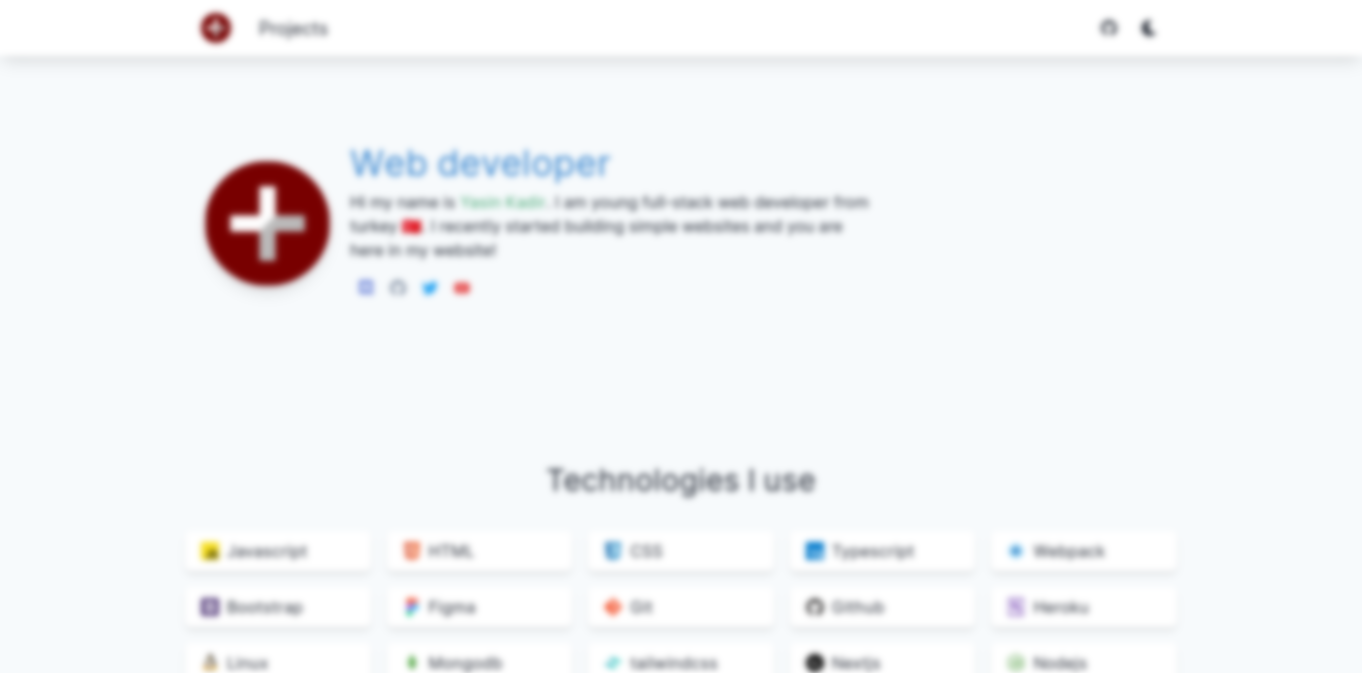 Projects
Web developer
Hi my name is Yasin Kadir. I am young full-stack web developer from
turkey . I recently started building simple websites and you are
here in my website!
Technologies I use
Javascript HTML CSS Typescript Webpack
Bootstrap Figma Git Github Heroku
Linux Mongodb tailwindcss Nextjs Nodejs